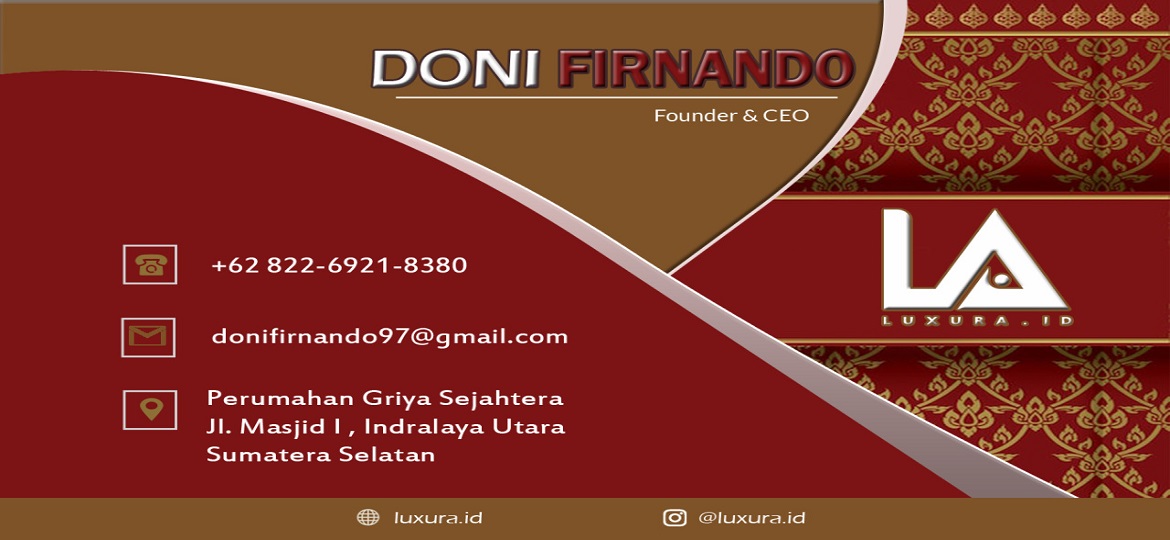 DONI FIRNANDO
Founder & CEO
+62 822-6921-8380
donifirnando97@gmail.com
Perumahan Griya Sejahtera
Jl. Masjid I , Indralaya Utara
Sumatera Selatan
LA
LUXURA.ID
luxura.id
@luxura.id